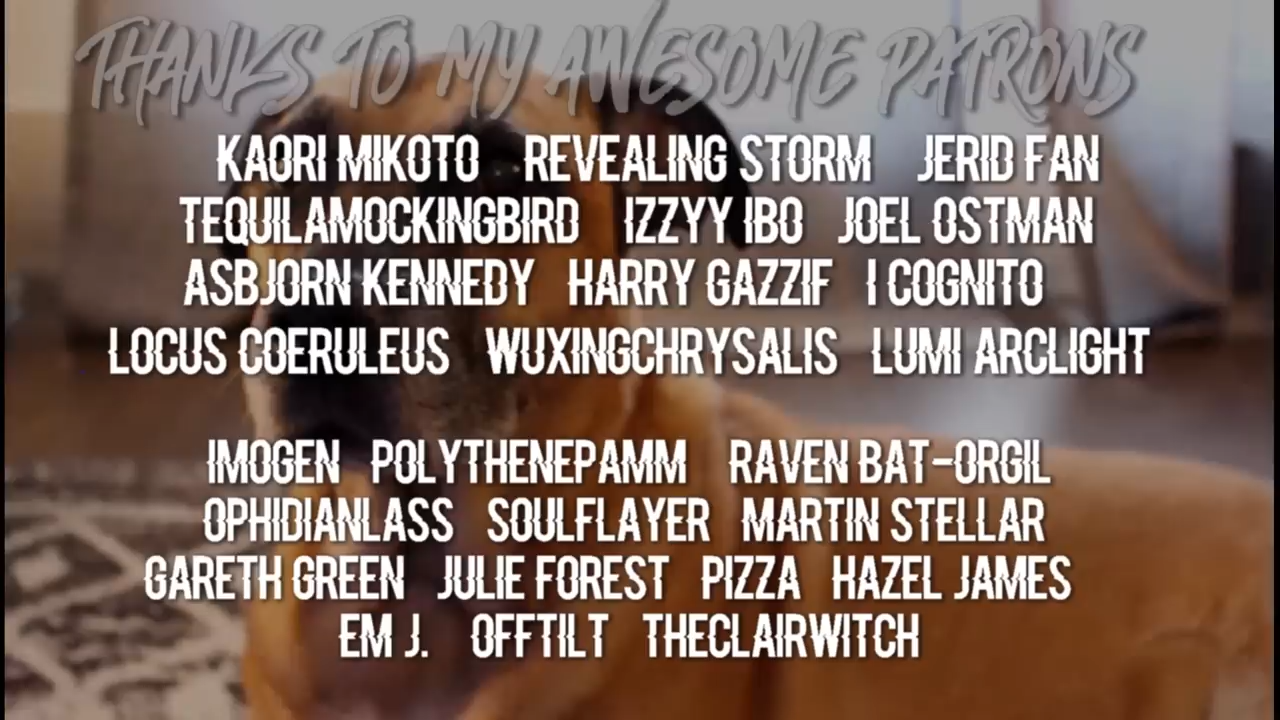 THANKS TO MY AWESOME PATRONS
KAORI MIKOTO REVEALING STORM JERID FAN
TEQUILAMOCKINGBIRD IZZYY IBO JOEL OSTMAN
ASBJORN KENNEDY HARRY GAZZIF I COGNITO
LOCUS COERULEUS WUXINGCHRYSALIS LUMI ARCLIGHT
IMOGEN POLYTHENEPAMM RAVEN BAT-ORGIL
OPHIDIANLASS SOULFLAYER MARTIN STELLAR
GARETH GREEN JULIE FOREST PIZZA HAZEL JAMES
EM J. OFFTILT THECLAIRWITCH